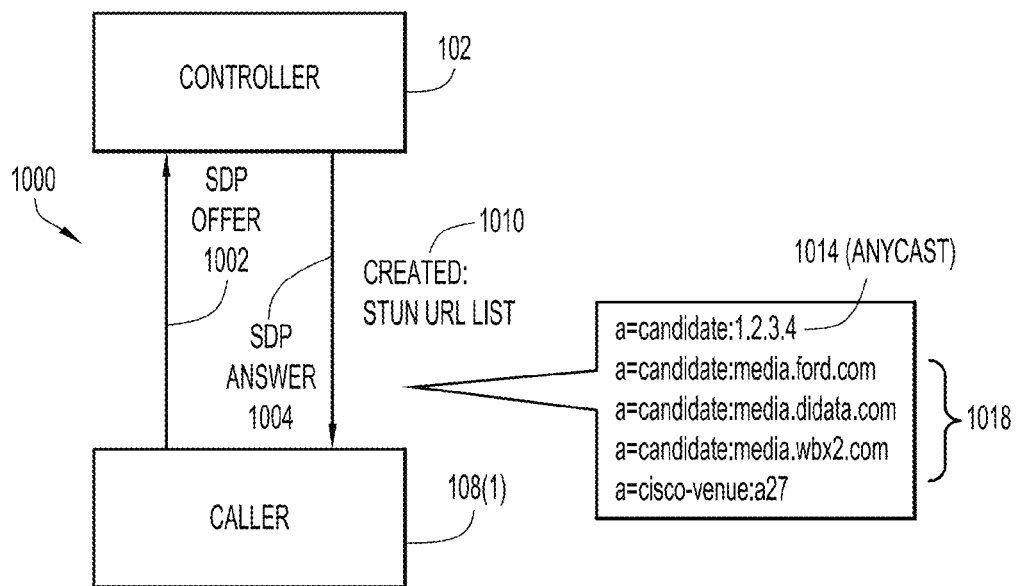 CONTROLLER
102
1000
SDP
OFFER
1002
1010
CREATED:
STUN URL LIST
SDP
ANSWER
1004
1014 (ANYCAST)
a=candidate:1.2.3.4
a=candidate:media.ford.com
a=candidate:media.didata.com
a=candidate:media.wbx2.com
a=cisco-venue:a27
1018
CALLER
108(1)